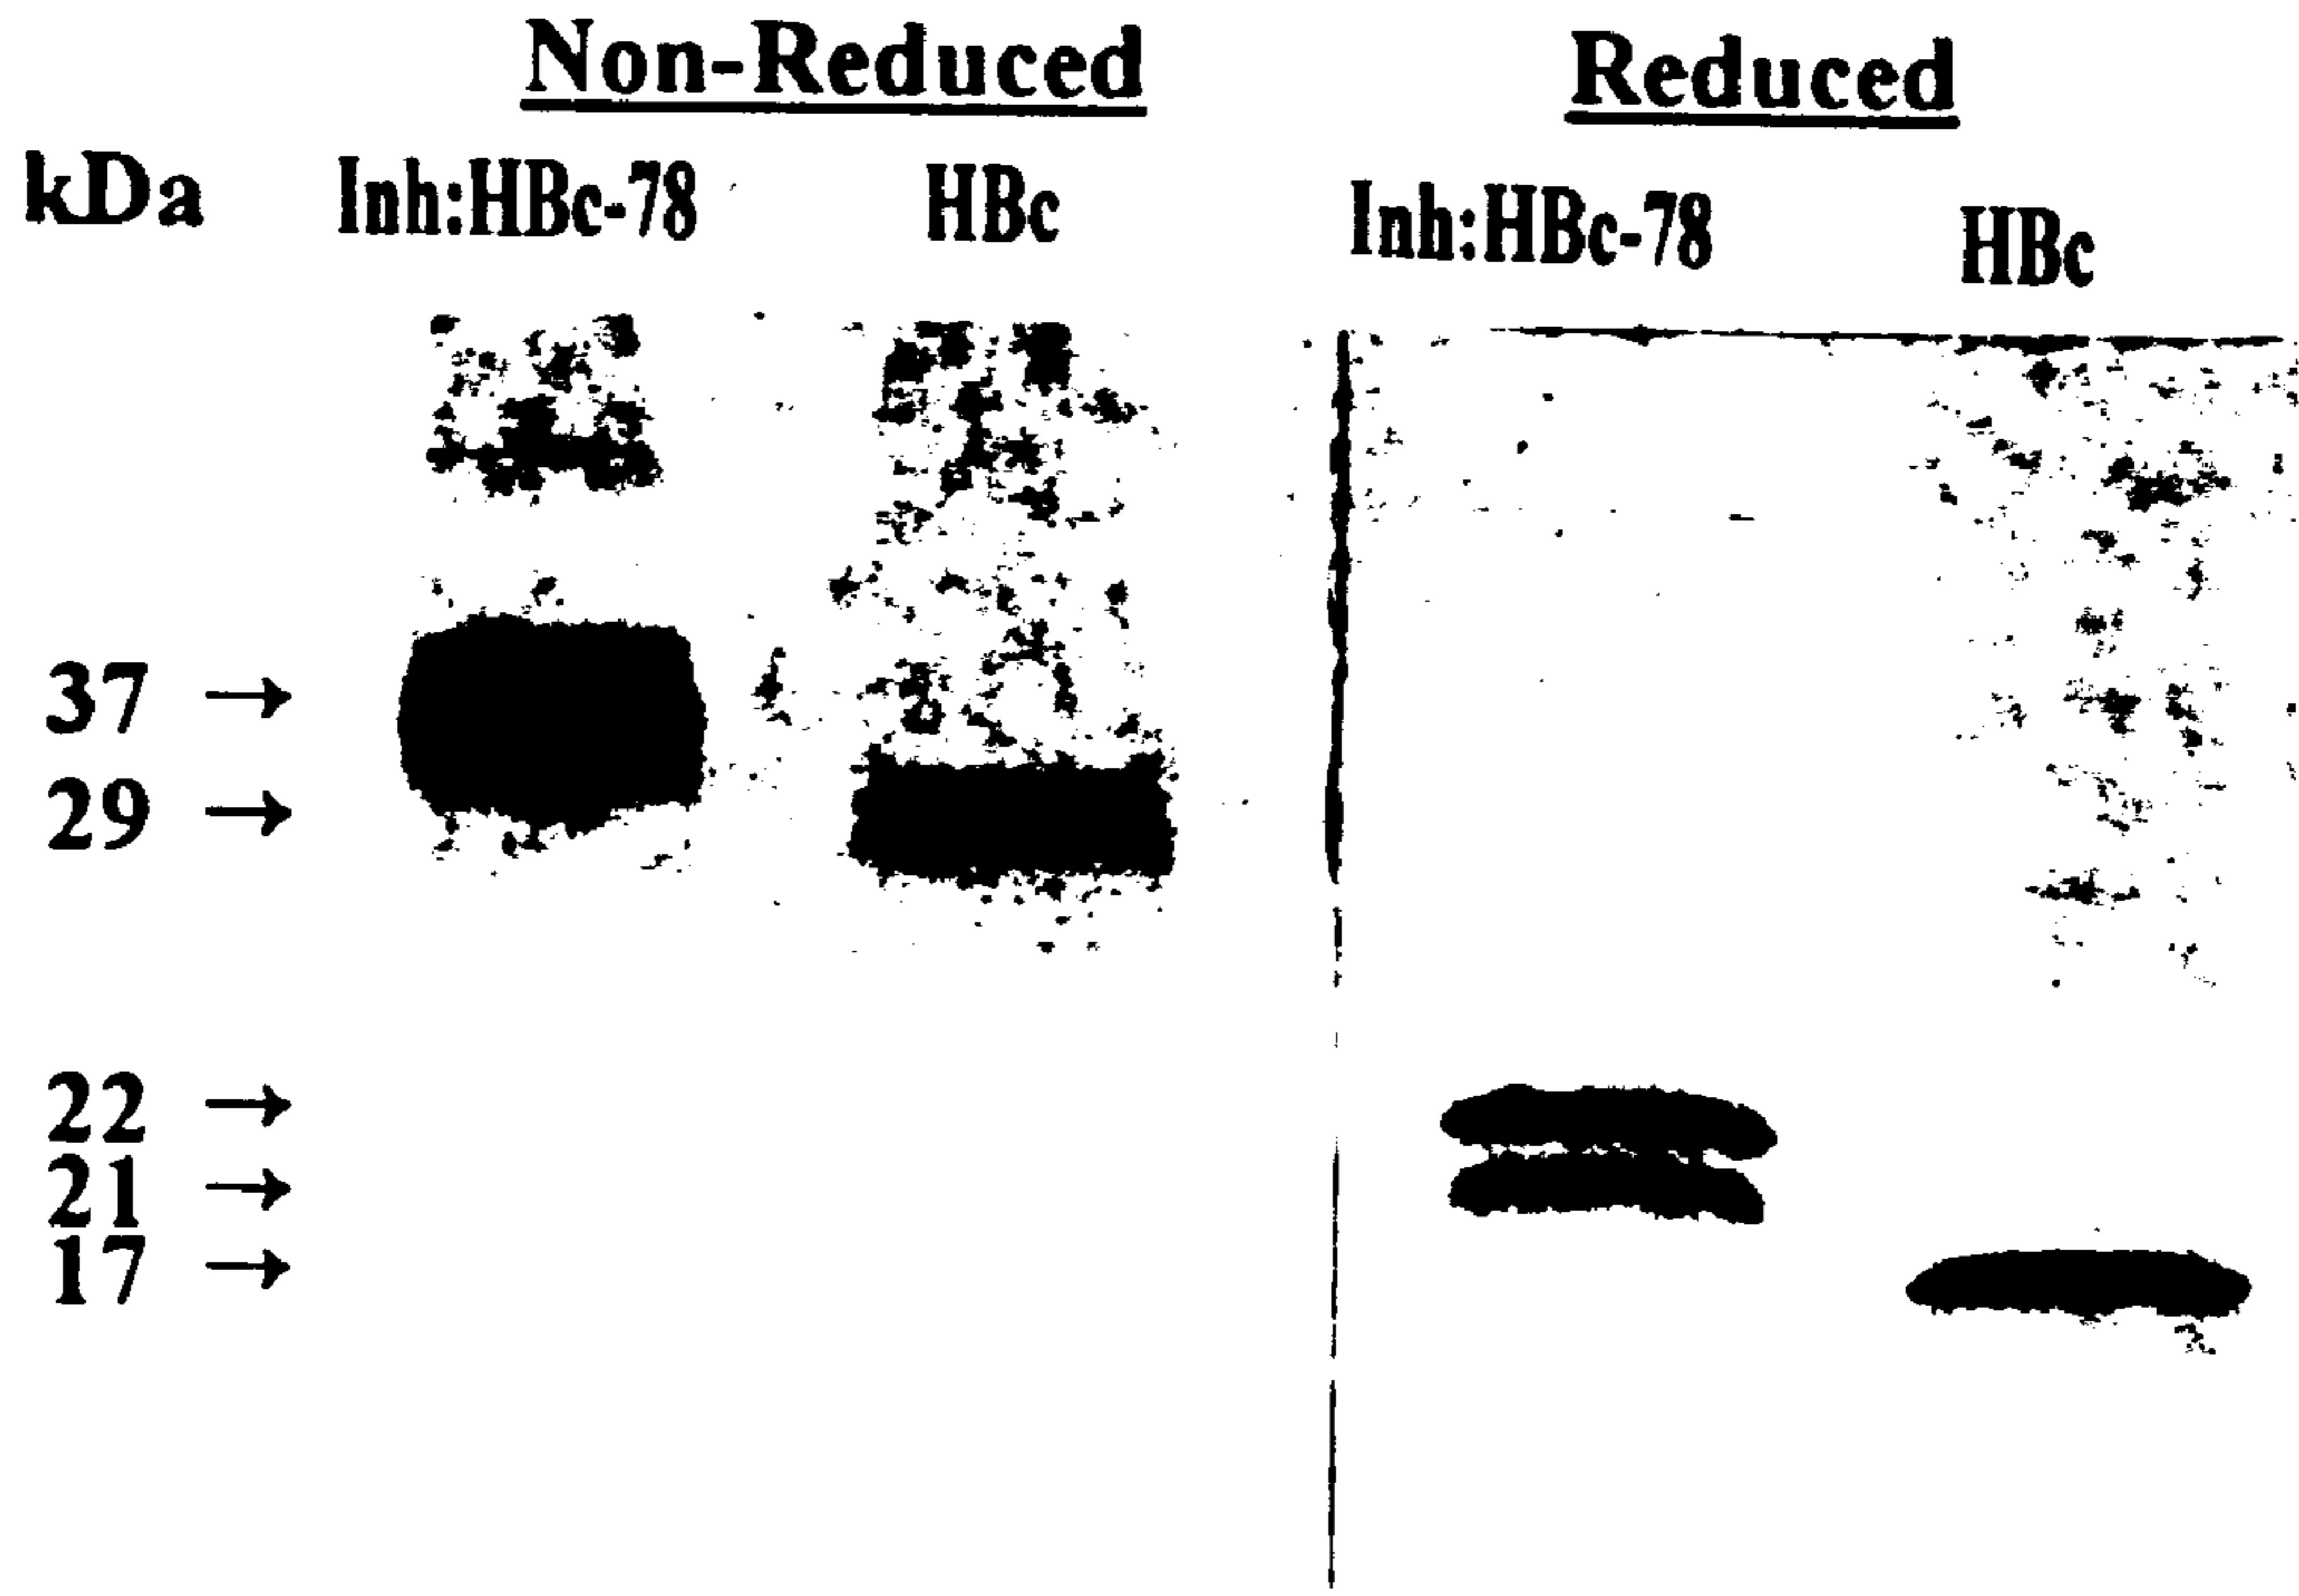 Non-Reduced Reduced
kDa Inh:HBc-78 HBc Inh:HBc-78 HBc
37 →
29 →
22 →
21 →
17 →